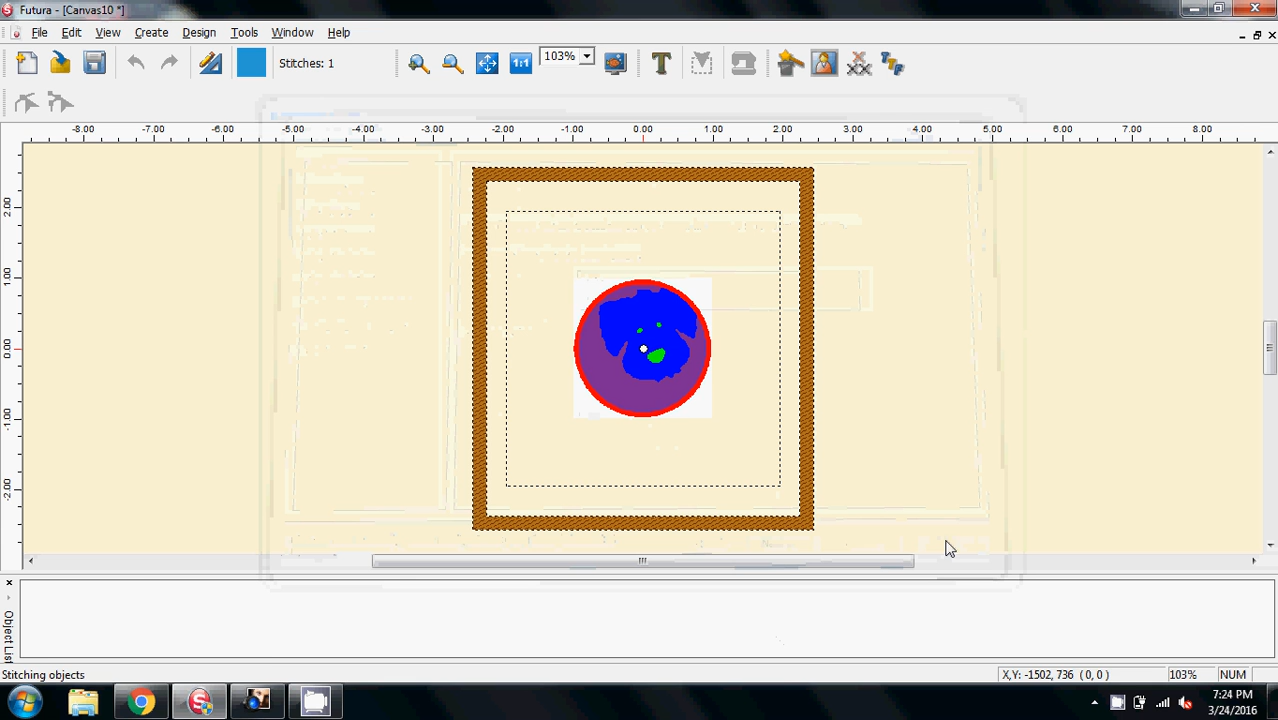 Futura - [Canvas10 *]
File Edit View Create Design Tools Window Help
Stitches: 1
1:1
103%
T
-8.00 -7.00 -6.00 -5.00 -4.00 -3.00 -2.00 -1.00 0.00 1.00 2.00 3.00 4.00 5.00 6.00 7.00 8.00
2.00
1.00
0.00
-1.00
-2.00
Object List
Stitching objects
X,Y: -1502, 736 ( 0, 0 )
103%
NUM
7:24 PM
3/24/2016